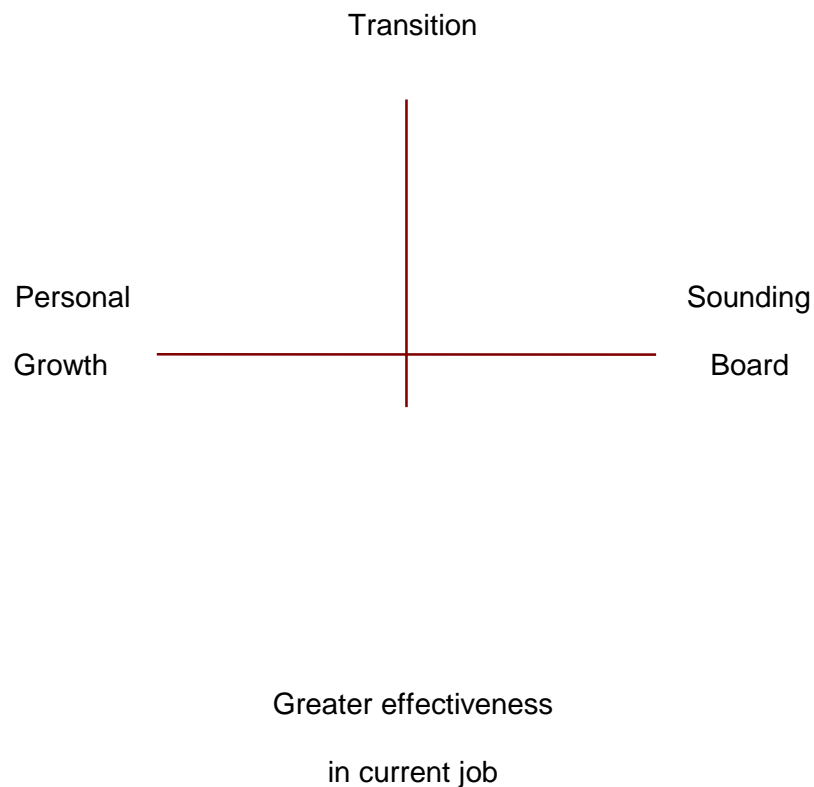 Transition
Personal
Growth
Sounding
Board
Greater effectiveness
in current job